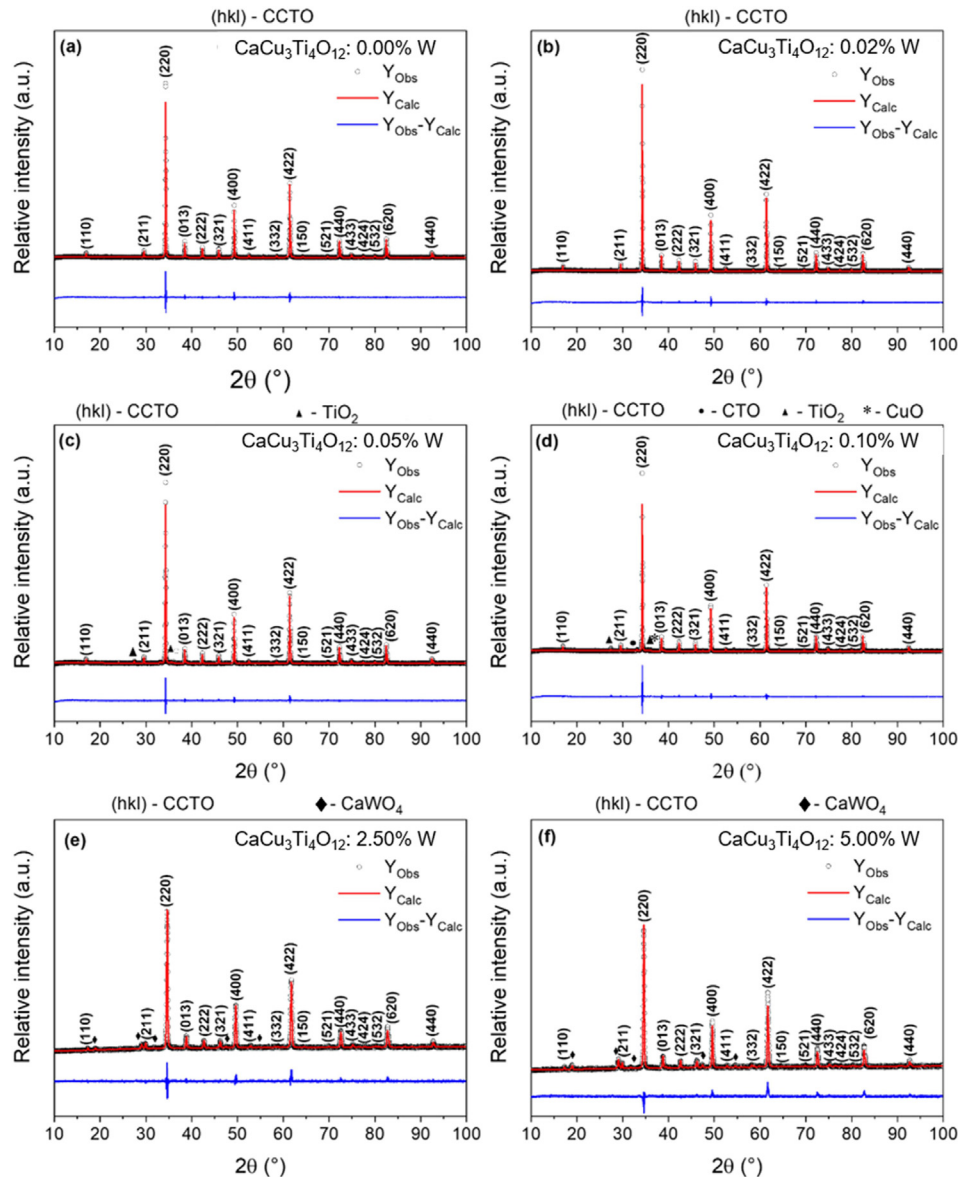 (hkl) - CCTO
(a)
CaCu3Ti4O12: 0.00% W
YObs
YCalc
YObs-YCalc
(110)
(211)
(220)
(013)
(222)
(321)
(400)
(411)
(332)
(422)
(150)
(521)
(440)
(433)
(424)
(532)
(620)
(440)
Relative intensity (a.u.)
10 20 30 40 50 60 70 80 90 100
2θ (°)
(hkl) - CCTO
(b)
CaCu3Ti4O12: 0.02% W
YObs
YCalc
YObs-YCalc
(110)
(211)
(220)
(013)
(222)
(321)
(400)
(411)
(332)
(422)
(150)
(521)
(440)
(433)
(424)
(532)
(620)
(440)
Relative intensity (a.u.)
10 20 30 40 50 60 70 80 90 100
2θ (°)
(hkl) - CCTO ▲ - TiO2
(c)
CaCu3Ti4O12: 0.05% W
YObs
YCalc
YObs-YCalc
(110)
(211)
(220)
(013)
(222)
(321)
(400)
(411)
(332)
(422)
(150)
(521)
(440)
(433)
(424)
(532)
(620)
(440)
Relative intensity (a.u.)
10 20 30 40 50 60 70 80 90 100
2θ (°)
(hkl) - CCTO • - CTO ▲ - TiO2 * - CuO
(d)
CaCu3Ti4O12: 0.10% W
YObs
YCalc
YObs-YCalc
(110)
(211)
(220)
(013)
(222)
(321)
(400)
(411)
(332)
(422)
(150)
(521)
(440)
(433)
(424)
(532)
(620)
(440)
Relative intensity (a.u.)
10 20 30 40 50 60 70 80 90 100
2θ (°)
(hkl) - CCTO ♦ - CaWO4
(e)
CaCu3Ti4O12: 2.50% W
YObs
YCalc
YObs-YCalc
(110)
(211)
(220)
(013)
(222)
(321)
(400)
(411)
(332)
(422)
(150)
(521)
(440)
(433)
(424)
(532)
(620)
(440)
Relative intensity (a.u.)
10 20 30 40 50 60 70 80 90 100
2θ (°)
(hkl) - CCTO ♦ - CaWO4
(f)
CaCu3Ti4O12: 5.00% W
YObs
YCalc
YObs-YCalc
(110)
(211)
(220)
(013)
(222)
(321)
(400)
(411)
(332)
(422)
(150)
(521)
(440)
(433)
(424)
(532)
(620)
(440)
Relative intensity (a.u.)
10 20 30 40 50 60 70 80 90 100
2θ (°)